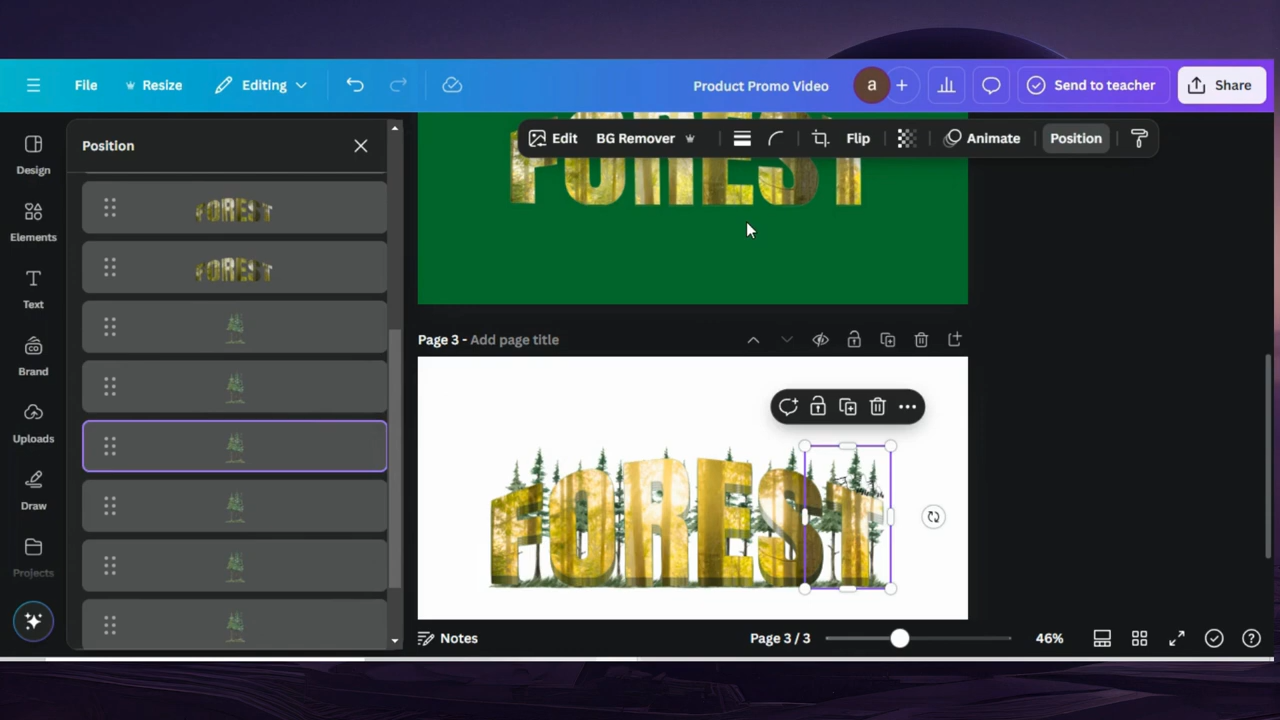 File Resize Editing Product Promo Video a Send to teacher Share
Position
Edit BG Remover Flip Animate Position
Design
Elements
Text
Brand
Uploads
Draw
Projects
FOREST
FOREST
FOREST
Page 3 - Add page title
FOREST
Notes Page 3 / 3 46%